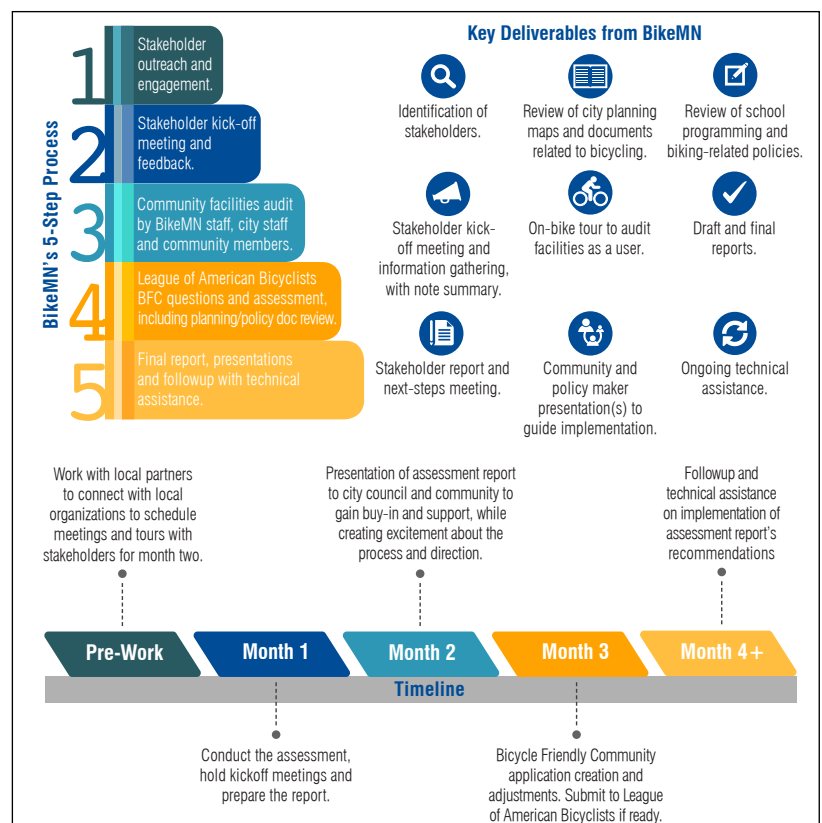 BikeMN's 5-Step Process
1
Stakeholder
outreach and
engagement.
2
Stakeholder kick-off
meeting and
feedback.
3
Community facilities audit
by BikeMN staff, city staff
and community members.
4
League of American Bicyclists
BFC questions and assessment,
including planning/policy doc review.
5
Final report, presentations
and followup with technical
assistance.
Key Deliverables from BikeMN
Identification of
stakeholders.
Review of city planning
maps and documents
related to bicycling.
Review of school
programming and
biking-related policies.
Stakeholder kick-
off meeting and
information gathering,
with note summary.
On-bike tour to audit
facilities as a user.
Draft and final
reports.
Stakeholder report and
next-steps meeting.
Community and
policy maker
presentation(s) to
guide implementation.
Ongoing technical
assistance.
Work with local partners
to connect with local
organizations to schedule
meetings and tours with
stakeholders for month two.
Presentation of assessment report
to city council and community to
gain buy-in and support, while
creating excitement about the
process and direction.
Followup and
technical assistance
on implementation of
assessment report's
recommendations
Pre-Work
Month 1
Month 2
Month 3
Month 4+
Timeline
Conduct the assessment,
hold kickoff meetings and
prepare the report.
Bicycle Friendly Community
application creation and
adjustments. Submit to League
of American Bicyclists if ready.